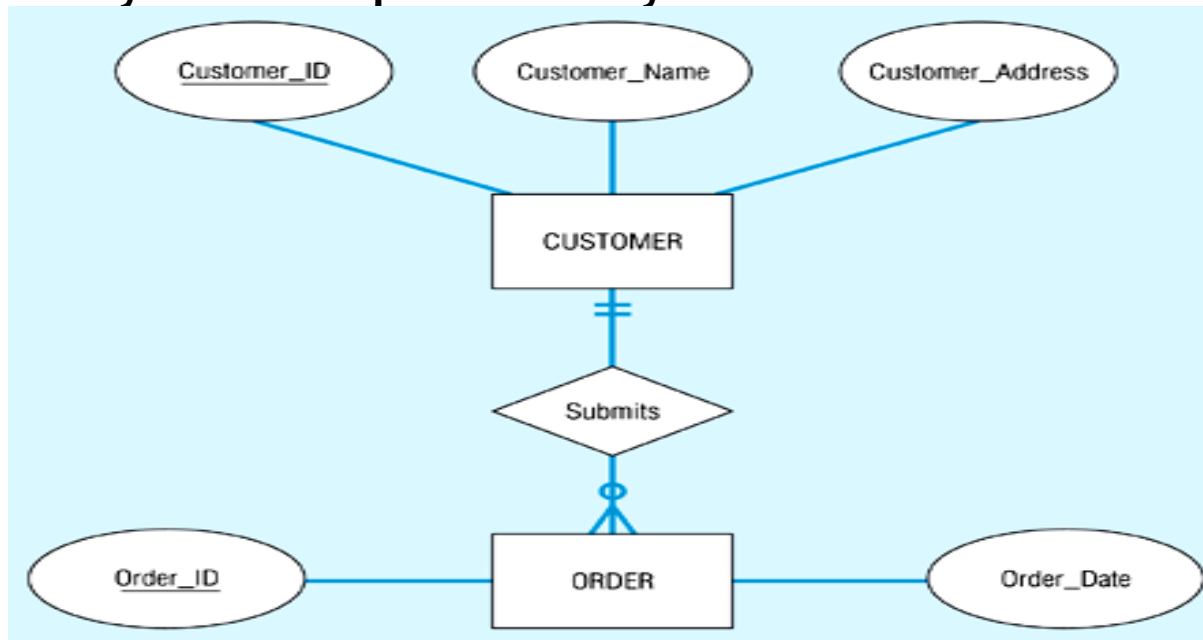 Customer_ID
Customer_Name
Customer_Address
CUSTOMER
Submits
Order_ID
ORDER
Order_Date